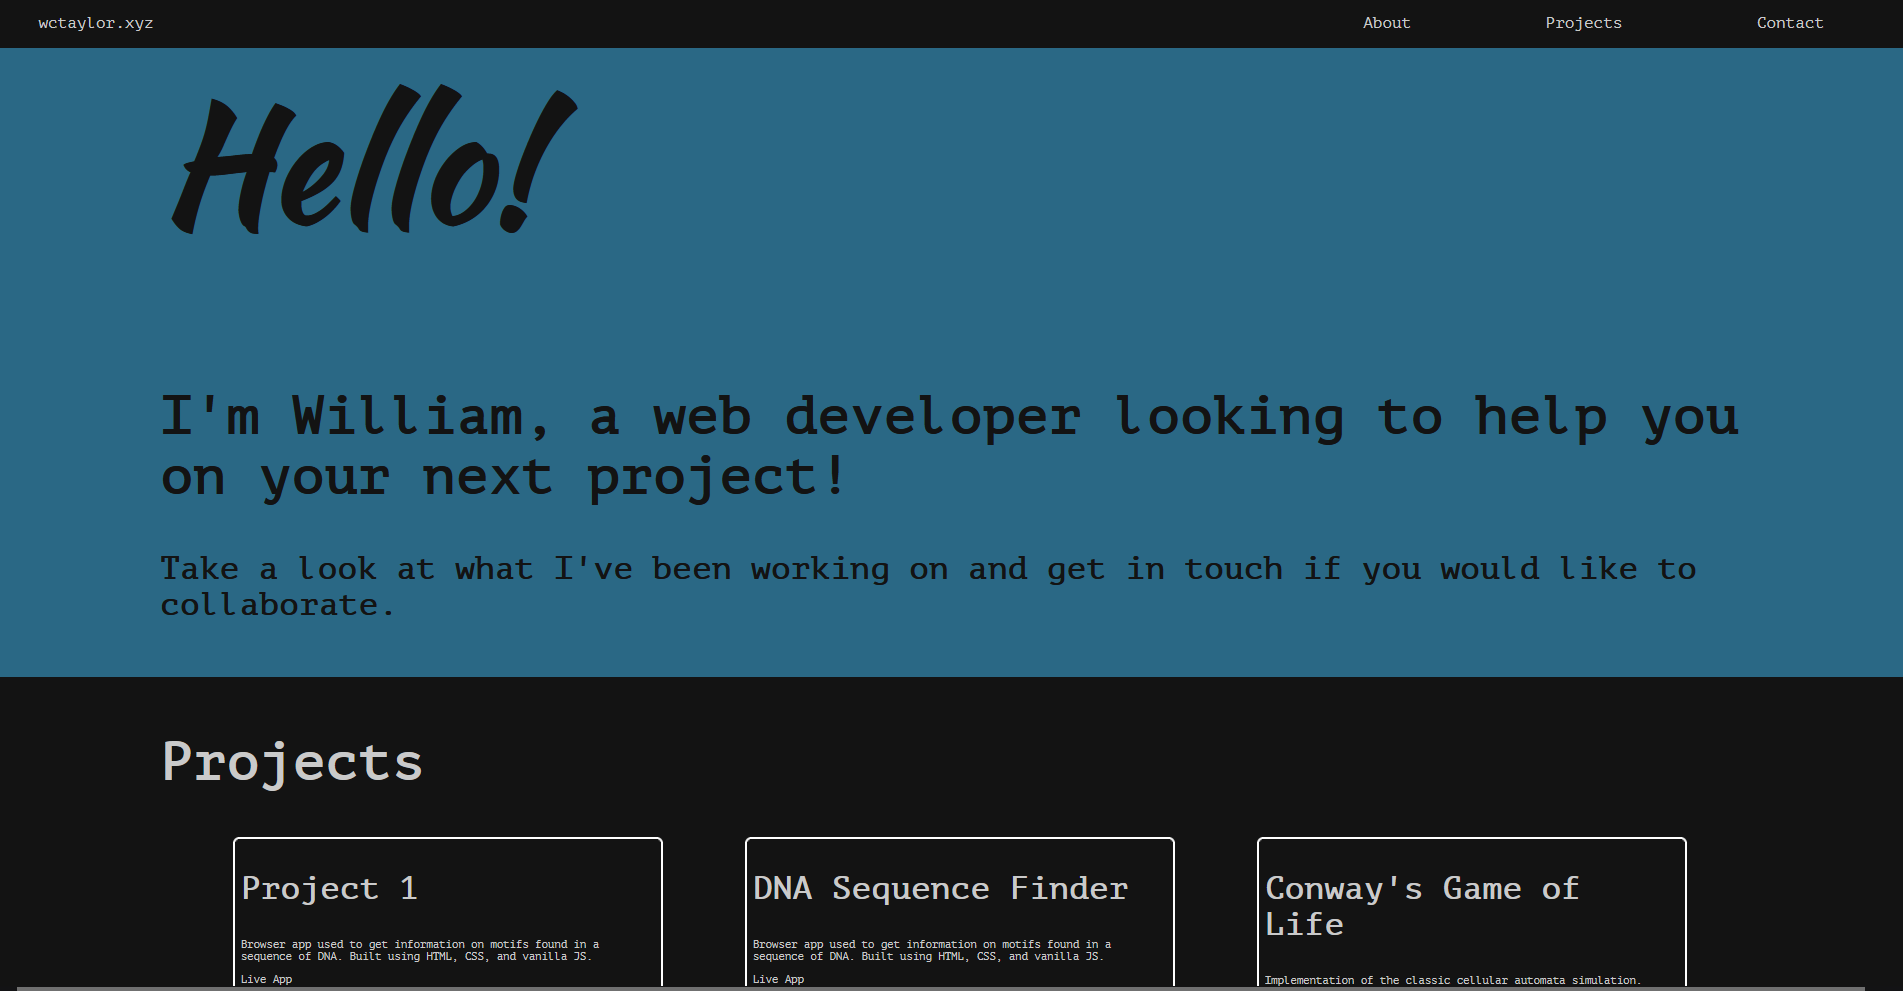 wctaylor.xyz
About
Projects
Contact
Hello!
I'm William, a web developer looking to help you
on your next project!
Take a look at what I've been working on and get in touch if you would like to
collaborate.
Projects
Project 1
Browser app used to get information on motifs found in a
sequence of DNA. Built using HTML, CSS, and vanilla JS.
Live App
DNA Sequence Finder
Browser app used to get information on motifs found in a
sequence of DNA. Built using HTML, CSS, and vanilla JS.
Live App
Conway's Game of
Life
Implementation of the classic cellular automata simulation.